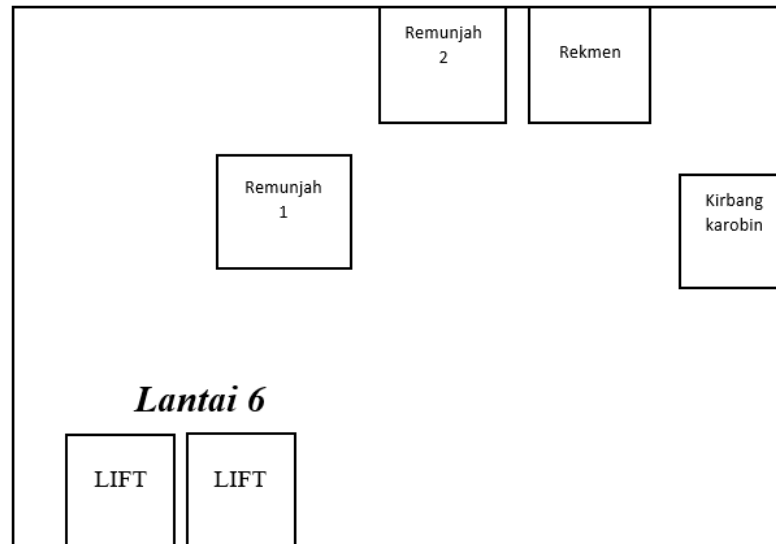 Remunjah
2
Rekmen
Remunjah
1
Kirbang
karobin
Lantai 6
LIFT
LIFT